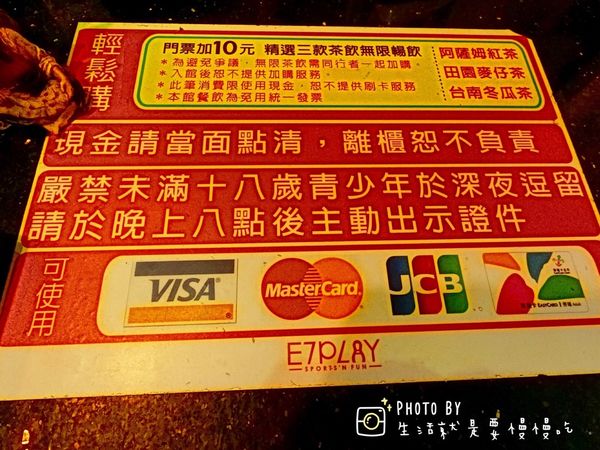 輕鬆購
門票加10元 精選三款茶飲無限暢飲
*為避免爭議，無限茶飲需同行者一起加購。
*入館後恕不提供加購服務。
*此筆消費限使用現金，恕不提供刷卡服務
*本館餐飲為免用統一發票
阿薩姆紅茶
田園麥仔茶
台南冬瓜茶
現金請當面點清，離櫃恕不負責
嚴禁未滿十八歲青少年於深夜逗留
請於晚上八點後主動出示證件
可使用
VISA
MasterCard
JCB
EASYCARD
E7PLAY
SPORTS'N FUN
PHOTO BY
生活就是要慢慢吃